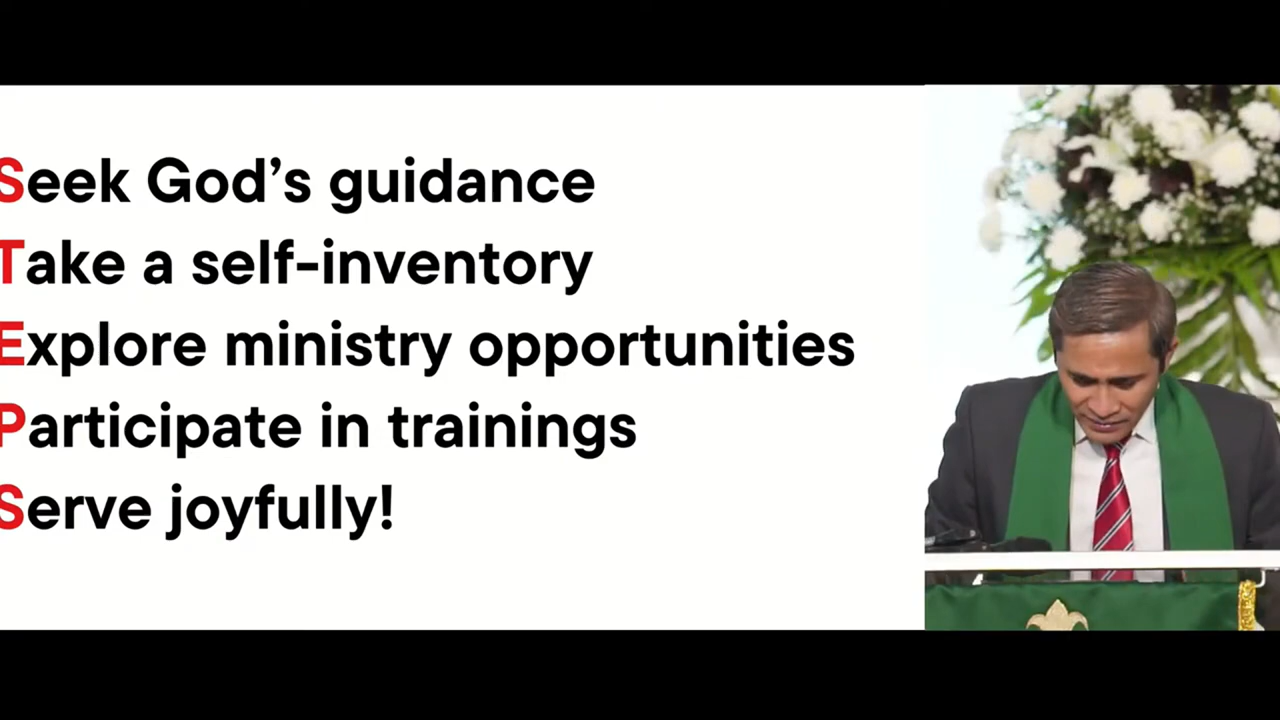 Seek God’s guidance
Take a self-inventory
Explore ministry opportunities
Participate in trainings
Serve joyfully!